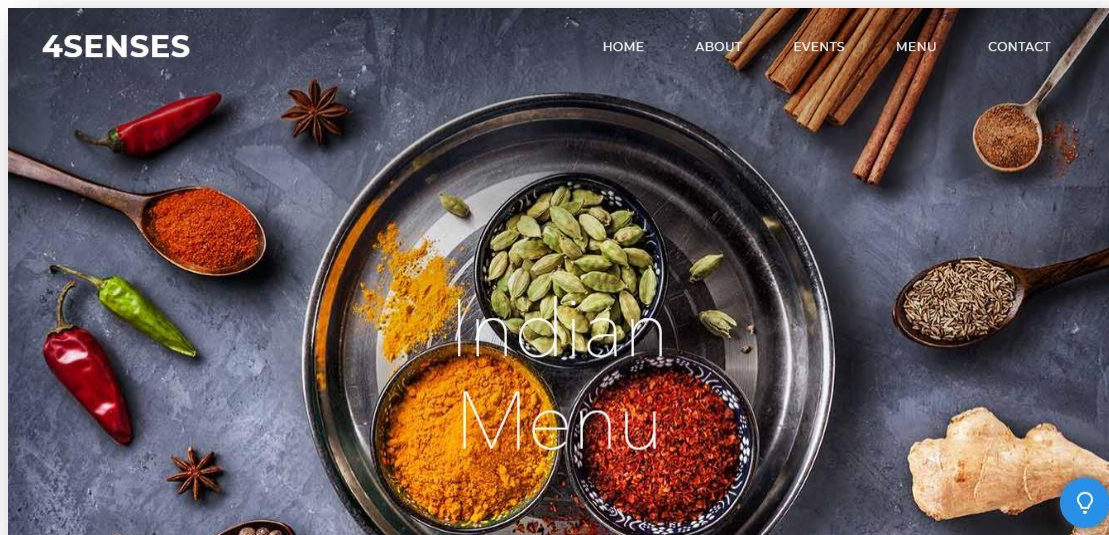 4SENSES
HOME ABOUT EVENTS MENU CONTACT
Indian
Menu